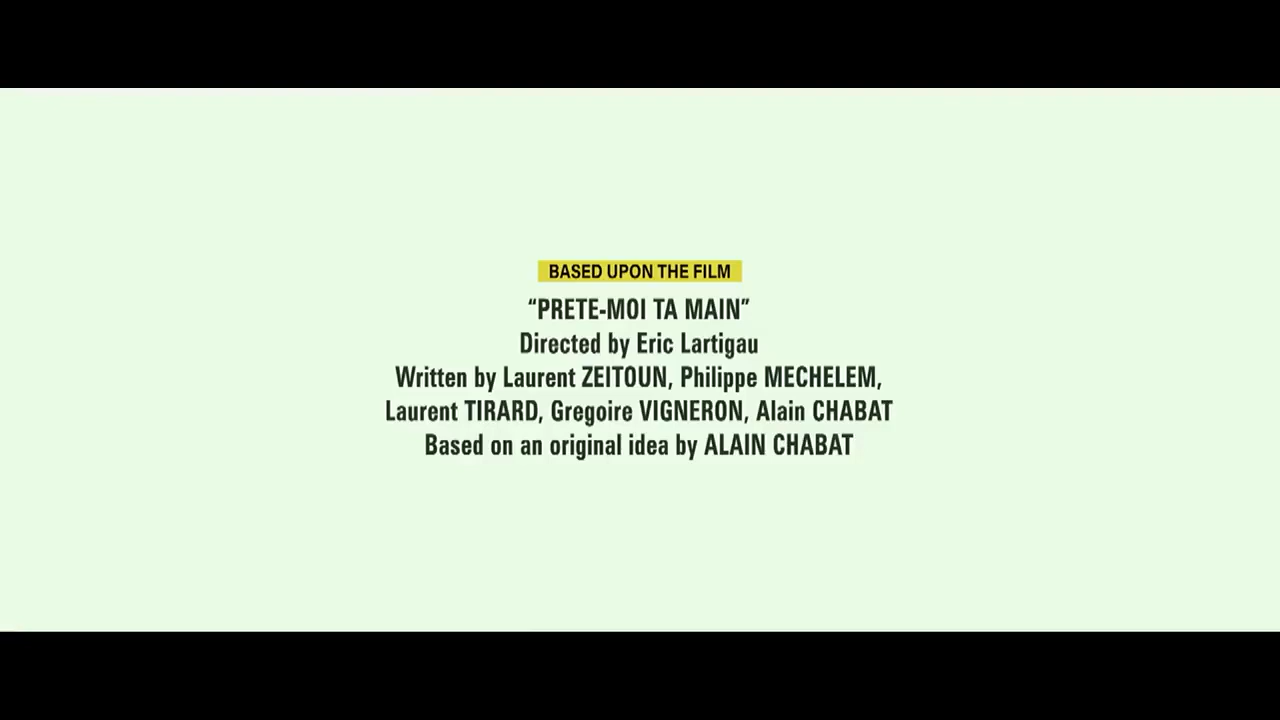 BASED UPON THE FILM
“PRETE-MOI TA MAIN”
Directed by Eric Lartigau
Written by Laurent ZEITOUN, Philippe MECHELEM,
Laurent TIRARD, Gregoire VIGNERON, Alain CHABAT
Based on an original idea by ALAIN CHABAT